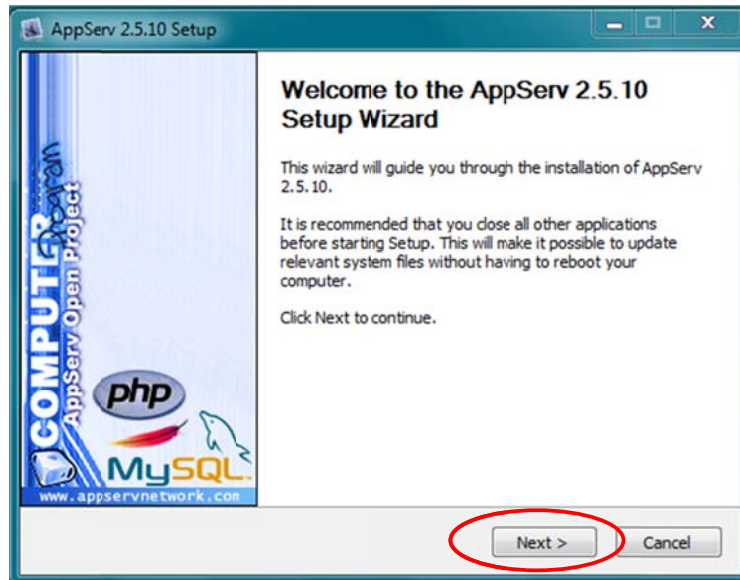 AppServ 2.5.10 Setup
COMPUTER
Program
AppServ Open Project
php
MySQL
www.appservnetwork.com
Welcome to the AppServ 2.5.10
Setup Wizard
This wizard will guide you through the installation of AppServ
2.5.10.
It is recommended that you close all other applications
before starting Setup. This will make it possible to update
relevant system files without having to reboot your
computer.
Click Next to continue.
Next >
Cancel